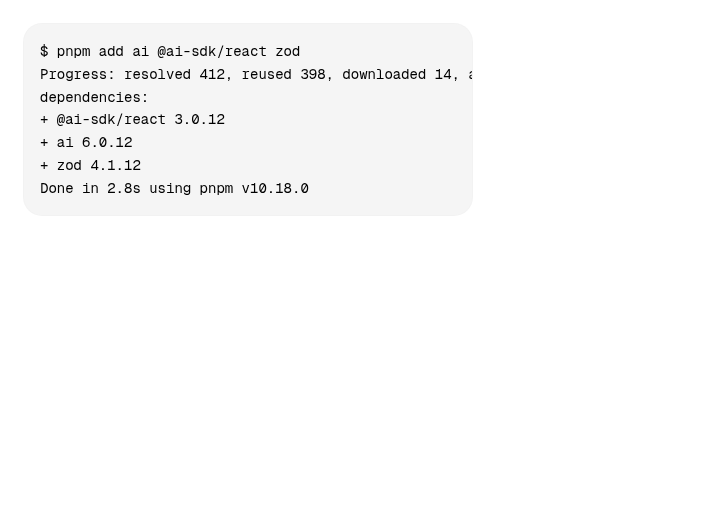 $ pnpm add ai @ai-sdk/react zod
Progress: resolved 412, reused 398, downloaded 14,
dependencies:
+ @ai-sdk/react 3.0.12
+ ai 6.0.12
+ zod 4.1.12
Done in 2.8s using pnpm v10.18.0